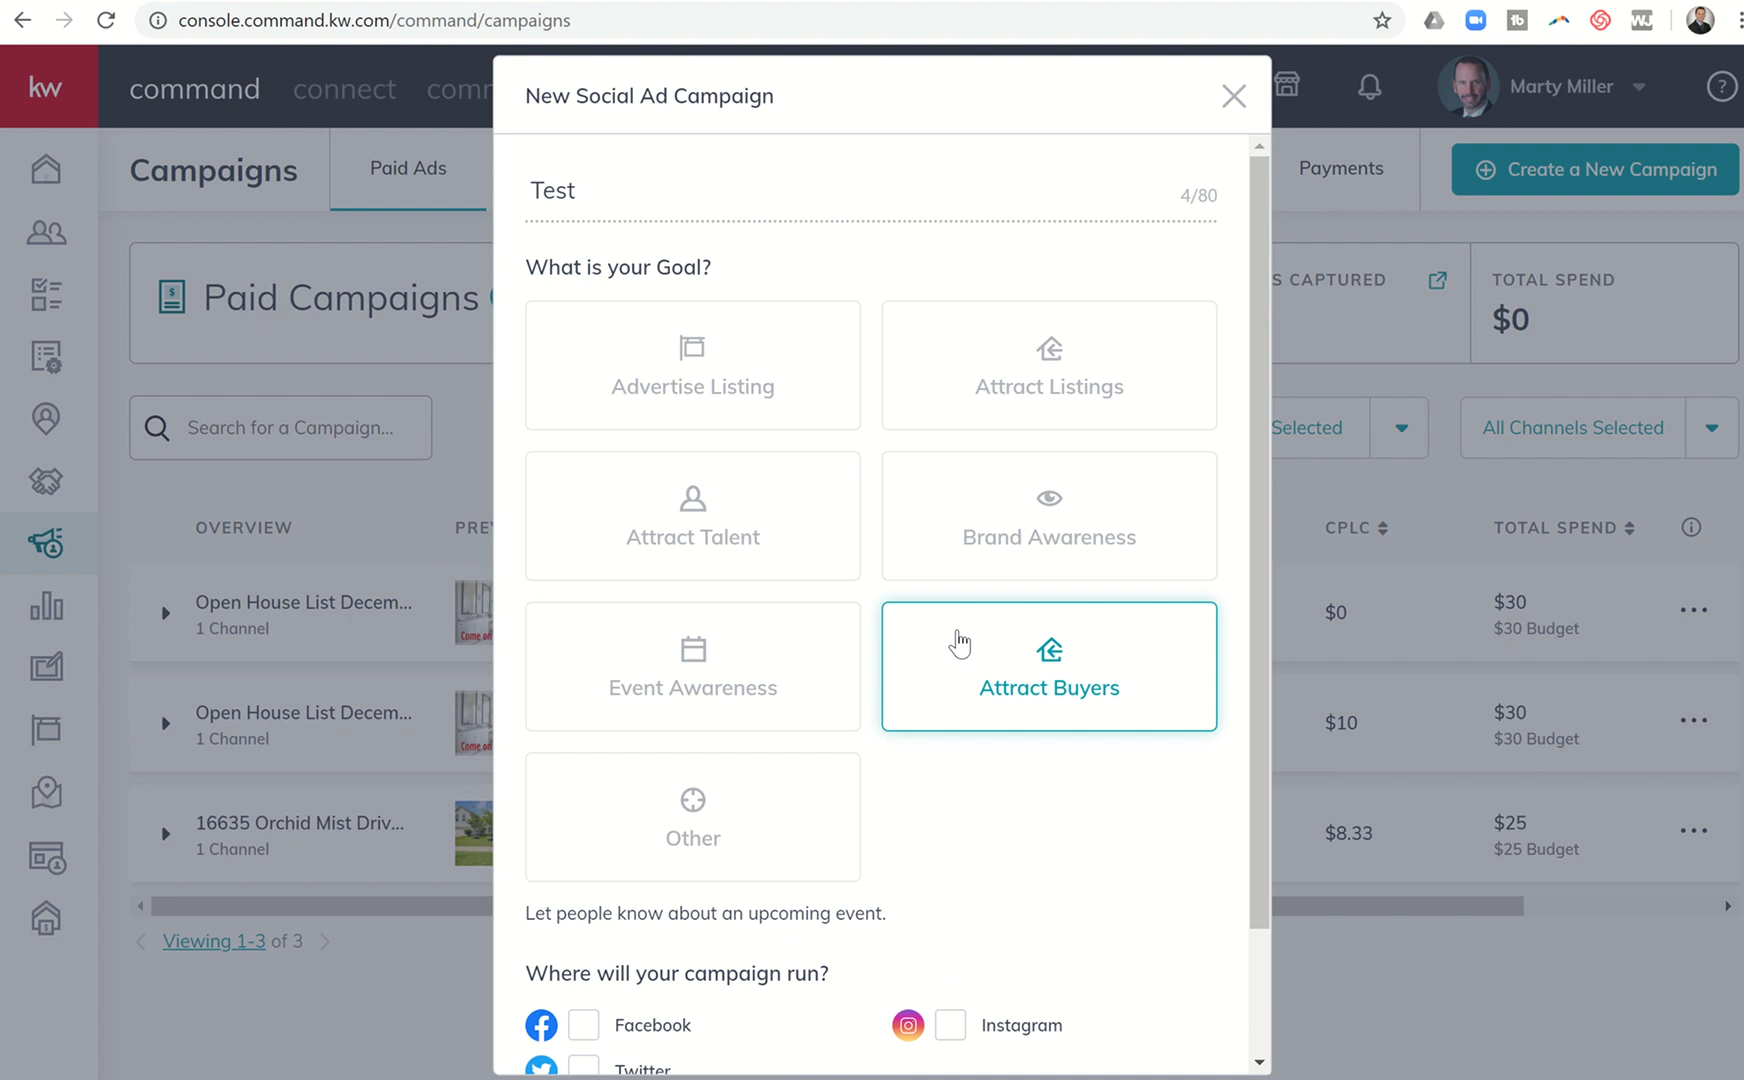 console.command.kw.com/command/campaigns
kw
command
connect
Marty Miller
Campaigns
Paid Ads
Payments
Create a New Campaign
New Social Ad Campaign
Test
4/80
What is your Goal?
Advertise Listing
Attract Listings
Attract Talent
Brand Awareness
Event Awareness
Attract Buyers
Other
Let people know about an upcoming event.
Where will your campaign run?
Facebook
Instagram
Twitter
Paid Campaigns
S CAPTURED
TOTAL SPEND
$0
Search for a Campaign...
Selected
All Channels Selected
OVERVIEW
PRE
CPLC
TOTAL SPEND
Open House List Decem...
1 Channel
Come on
$0
$30
$30 Budget
Open House List Decem...
1 Channel
Come on
$10
$30
$30 Budget
16635 Orchid Mist Driv...
1 Channel
$8.33
$25
$25 Budget
Viewing 1-3 of 3